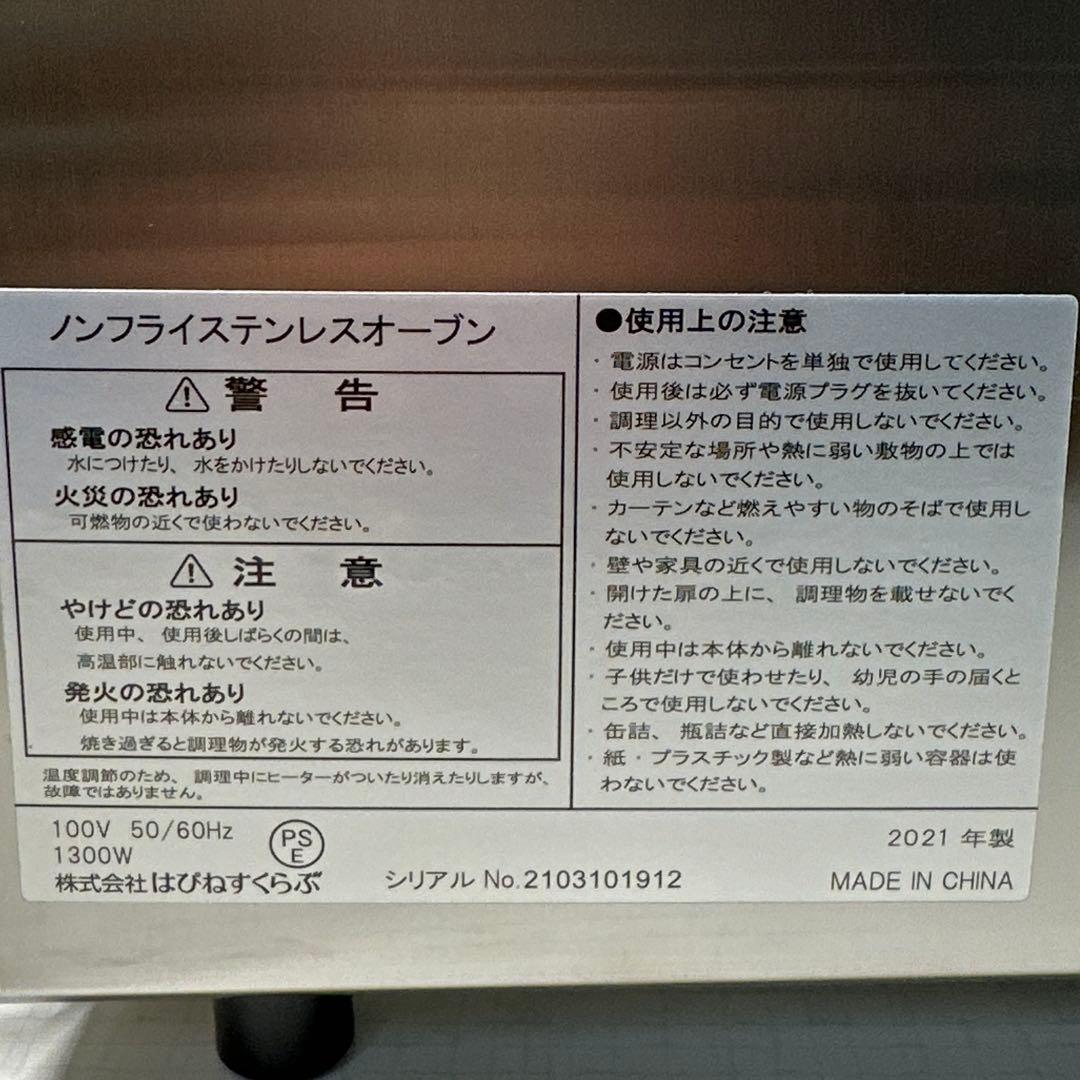 ノンフライステンレスオーブン
⚠警 告
感電の恐れあり
水につけたり、水をかけたりしないでください。
火災の恐れあり
可燃物の近くで使わないでください。
⚠注 意
やけどの恐れあり
使用中、使用後しばらくの間は、
高温部に触れないでください。
発火の恐れあり
使用中は本体から離れないでください。
焼き過ぎると調理物が発火する恐れがあります。
温度調節のため、調理中にヒーターがついたり消えたりしますが、
故障ではありません。
●使用上の注意
・電源はコンセントを単独で使用してください。
・使用後は必ず電源プラグを抜いてください。
・調理以外の目的で使用しないでください。
・不安定な場所や熱に弱い敷物の上では
使用しないでください。
・カーテンなど燃えやすい物のそばで使用し
ないでください。
・壁や家具の近くで使用しないでください。
・開けた扉の上に、調理物を載せないでく
ださい。
・使用中は本体から離れないでください。
・子供だけで使わせたり、幼児の手の届くと
ころで使用しないでください。
・缶詰、瓶詰など直接加熱しないでください。
・紙・プラスチック製など熱に弱い容器は使
わないでください。
100V 50/60Hz
1300W
PS
E
株式会社はぴねすくらぶ
シリアル No.2103101912
2021 年製
MADE IN CHINA